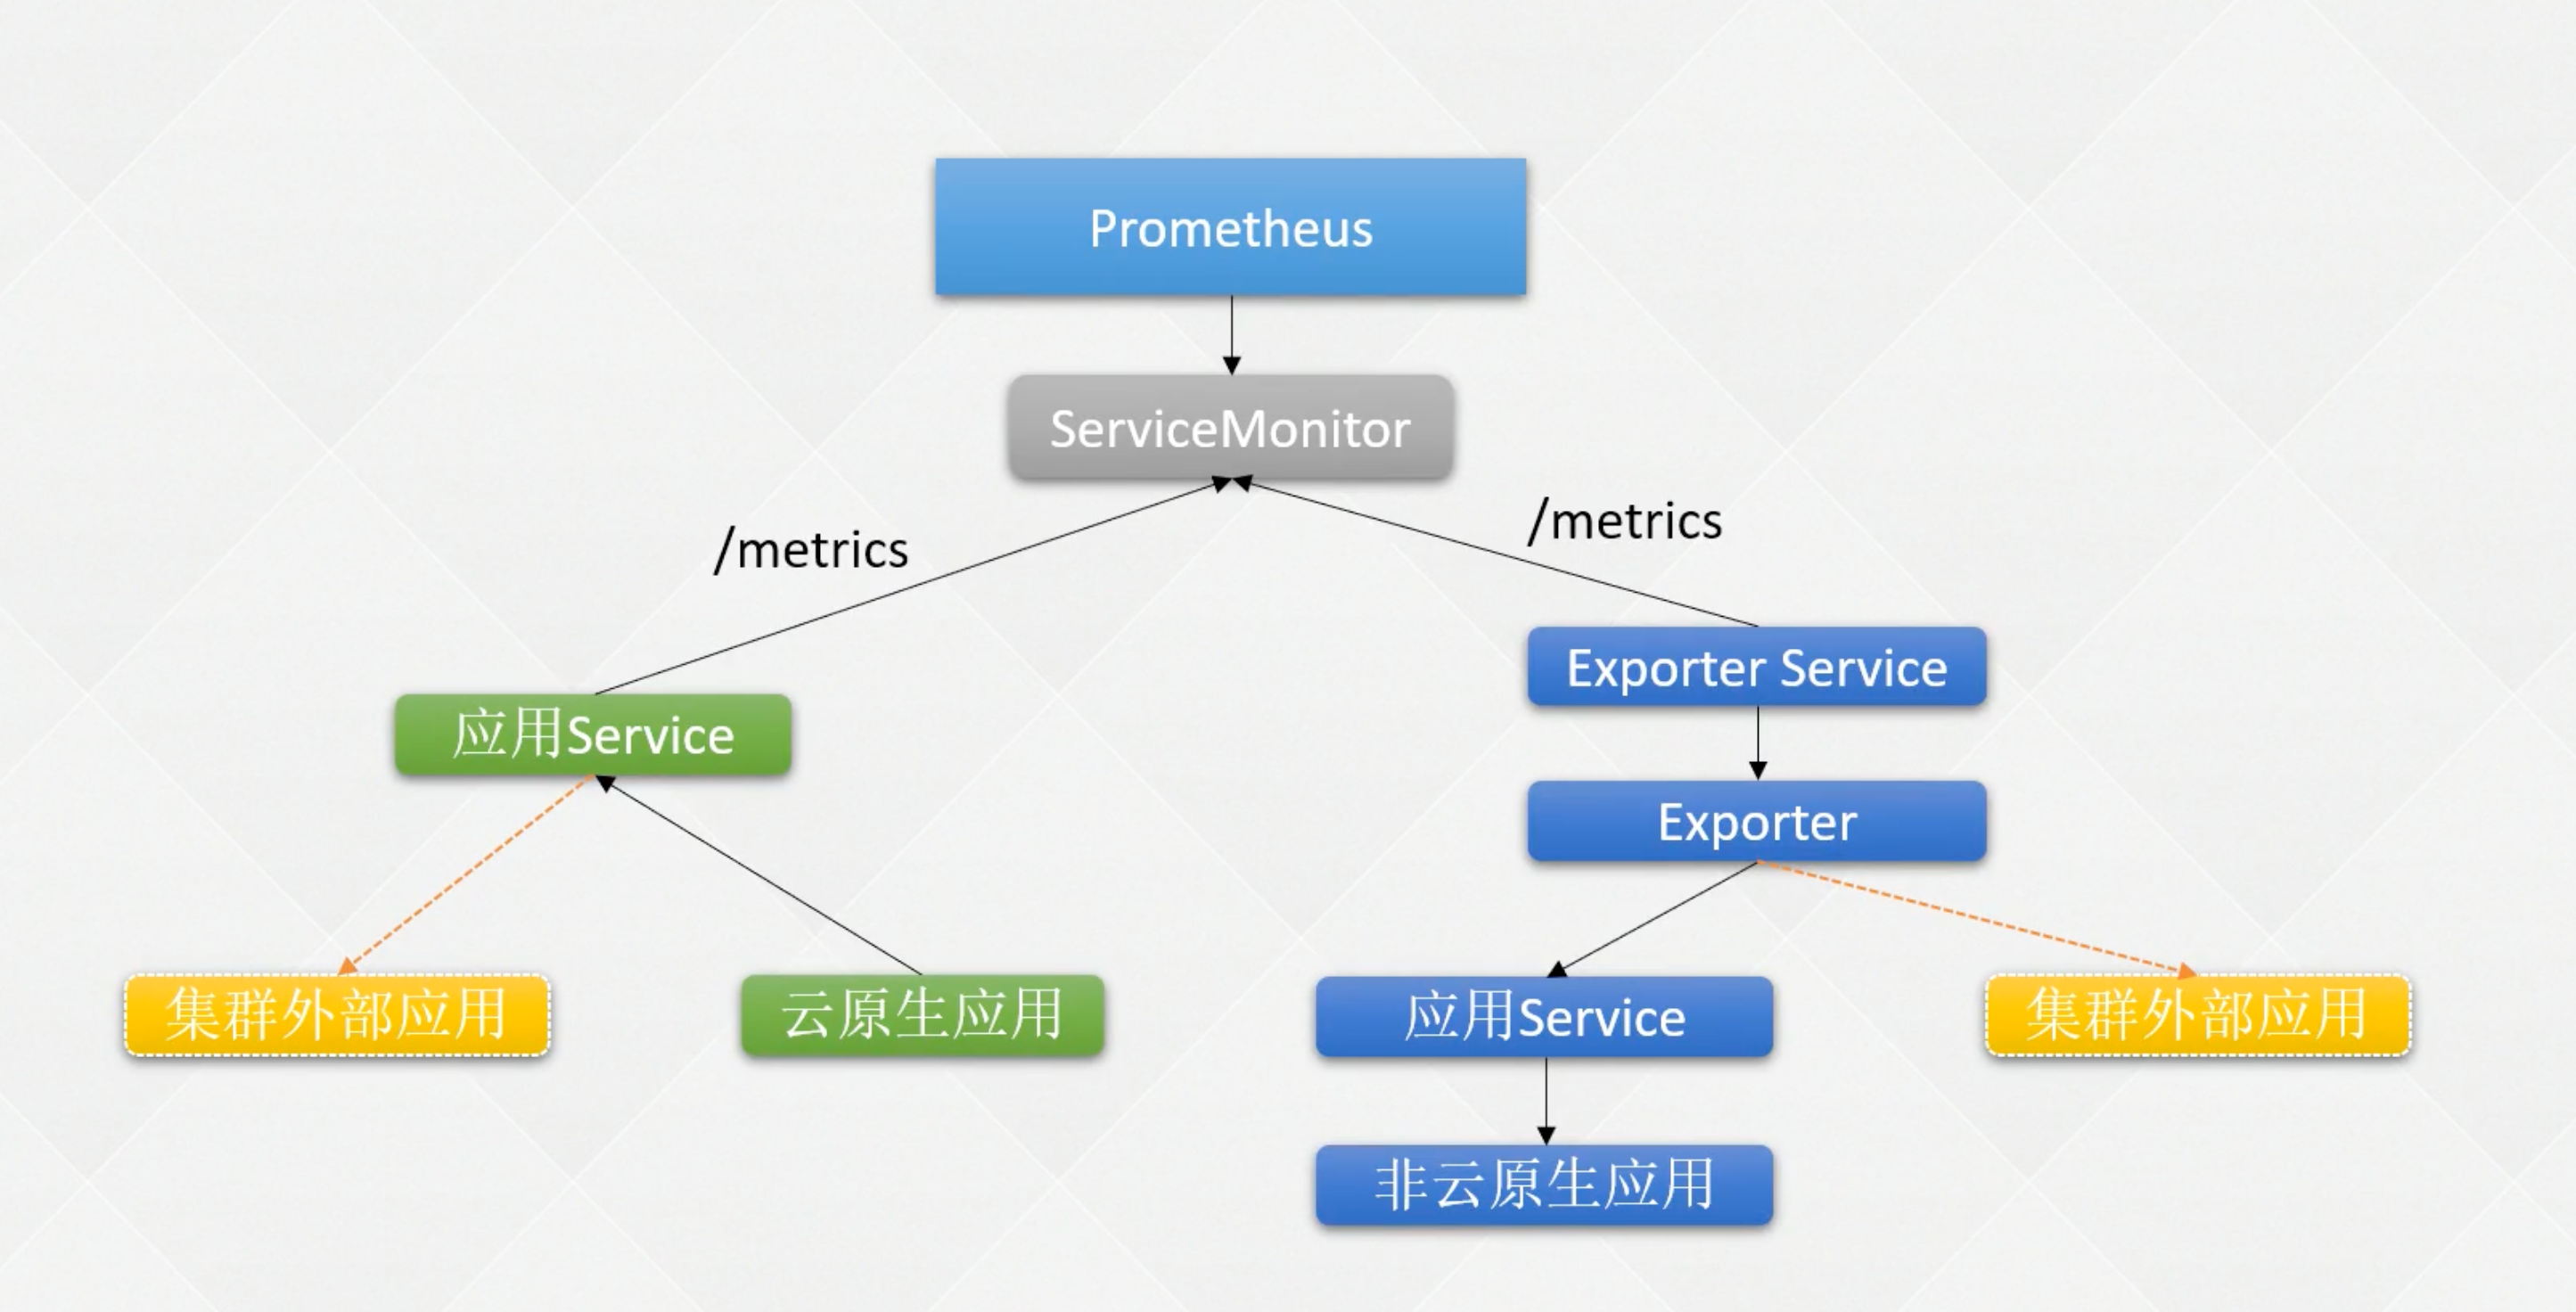 Prometheus
ServiceMonitor
/metrics
/metrics
Exporter Service
应用Service
Exporter
集群外部应用
云原生应用
应用Service
集群外部应用
非云原生应用